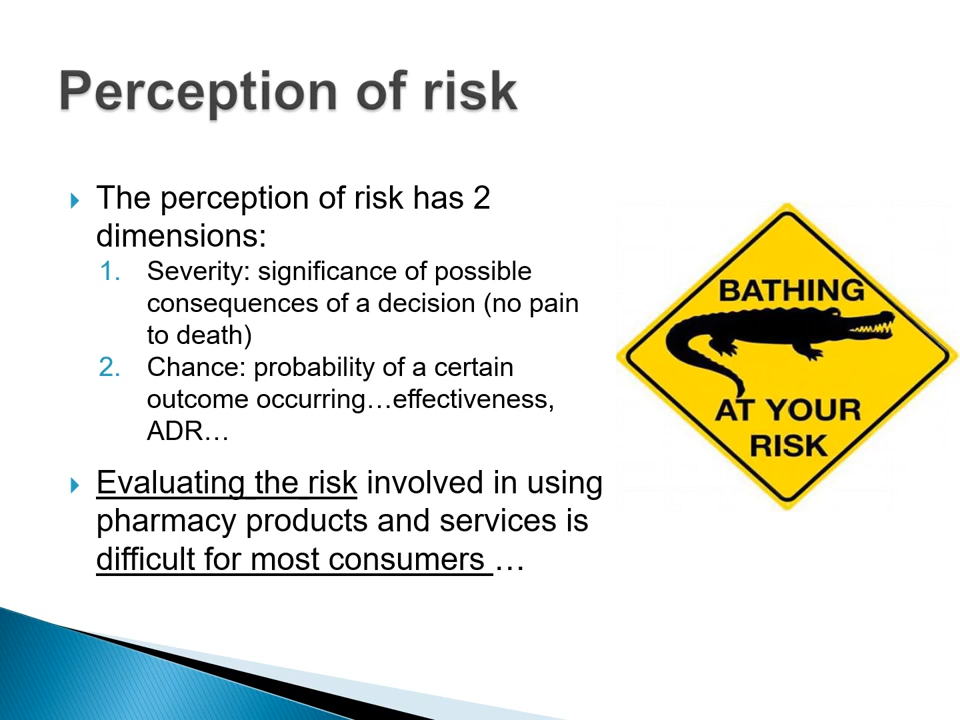 Perception of risk
The perception of risk has 2
dimensions:
1. Severity: significance of possible
consequences of a decision (no pain
to death)
2. Chance: probability of a certain
outcome occurring…effectiveness,
ADR…
Evaluating the risk involved in using
pharmacy products and services is
difficult for most consumers …
BATHING
AT YOUR
RISK